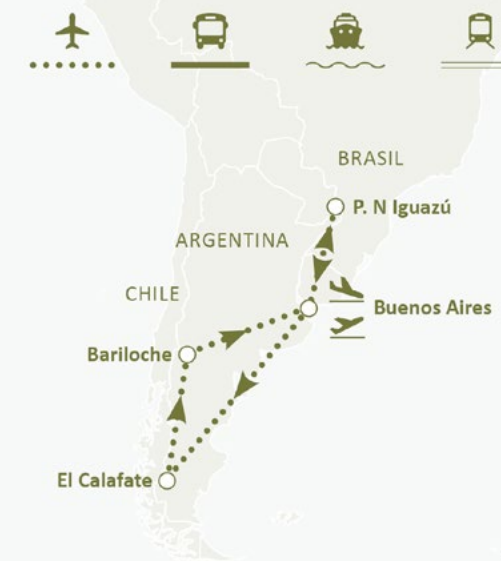 BRASIL
P. N Iguazú
ARGENTINA
CHILE
Buenos Aires
Bariloche
El Calafate